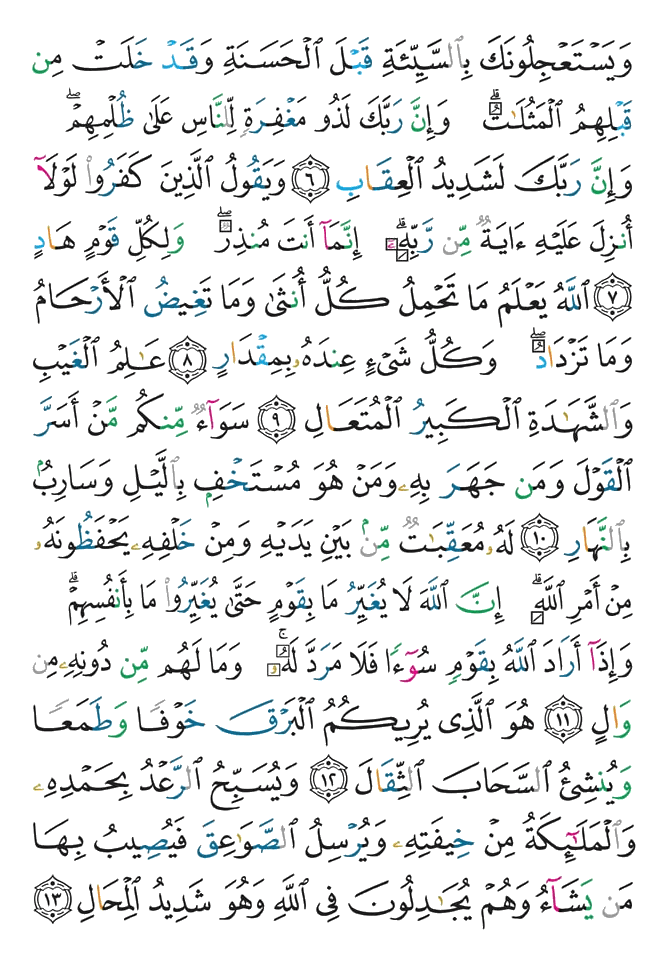 وَيَسۡتَعۡجِلُونَكَ بِٱلسَّيِّئَةِ قَبۡلَ ٱلۡحَسَنَةِ وَقَدۡ خَلَتۡ مِن
قَبۡلِهِمُ ٱلۡمَثُلَٰتُۗ وَإِنَّ رَبَّكَ لَذُو مَغۡفِرَةٖ لِّلنَّاسِ عَلَىٰ ظُلۡمِهِمۡۖ
وَإِنَّ رَبَّكَ لَشَدِيدُ ٱلۡعِقَابِ ٦ وَيَقُولُ ٱلَّذِينَ كَفَرُواْ لَوۡلَآ
أُنزِلَ عَلَيۡهِ ءَايَةٞ مِّن رَّبِّهِۦٓۗ إِنَّمَآ أَنتَ مُنذِرٞۖ وَلِكُلِّ قَوۡمٍ هَادٍ
٧ ٱللَّهُ يَعۡلَمُ مَا تَحۡمِلُ كُلُّ أُنثَىٰ وَمَا تَغِيضُ ٱلۡأَرۡحَامُ
وَمَا تَزۡدَادُۖ وَكُلُّ شَيۡءٍ عِندَهُۥ بِمِقۡدَارٍ ٨ عَٰلِمُ ٱلۡغَيۡبِ
وَٱلشَّهَٰدَةِ ٱلۡكَبِيرُ ٱلۡمُتَعَالِ ٩ سَوَآءٞ مِّنكُم مَّنۡ أَسَرَّ
ٱلۡقَوۡلَ وَمَن جَهَرَ بِهِۦ وَمَنۡ هُوَ مُسۡتَخۡفِۭ بِٱلَّيۡلِ وَسَارِبُۢ
بِٱلنَّهَارِ ١٠ لَهُۥ مُعَقِّبَٰتٞ مِّنۢ بَيۡنِ يَدَيۡهِ وَمِنۡ خَلۡفِهِۦ يَحۡفَظُونَهُۥ
مِنۡ أَمۡرِ ٱللَّهِۗ إِنَّ ٱللَّهَ لَا يُغَيِّرُ مَا بِقَوۡمٍ حَتَّىٰ يُغَيِّرُواْ مَا بِأَنفُسِهِمۡۗ
وَإِذَآ أَرَادَ ٱللَّهُ بِقَوۡمٖ سُوٓءٗا فَلَا مَرَدَّ لَهُۥۚ وَمَا لَهُم مِّن دُونِهِۦ مِن
وَالٍ ١١ هُوَ ٱلَّذِي يُرِيكُمُ ٱلۡبَرۡقَ خَوۡفٗا وَطَمَعٗا
وَيُنشِئُ ٱلسَّحَابَ ٱلثِّقَالَ ١٢ وَيُسَبِّحُ ٱلرَّعۡدُ بِحَمۡدِهِۦ
وَٱلۡمَلَٰٓئِكَةُ مِنۡ خِيفَتِهِۦ وَيُرۡسِلُ ٱلصَّوَٰعِقَ فَيُصِيبُ بِهَا
مَن يَشَآءُ وَهُمۡ يُجَٰدِلُونَ فِي ٱللَّهِ وَهُوَ شَدِيدُ ٱلۡمِحَالِ ١٣